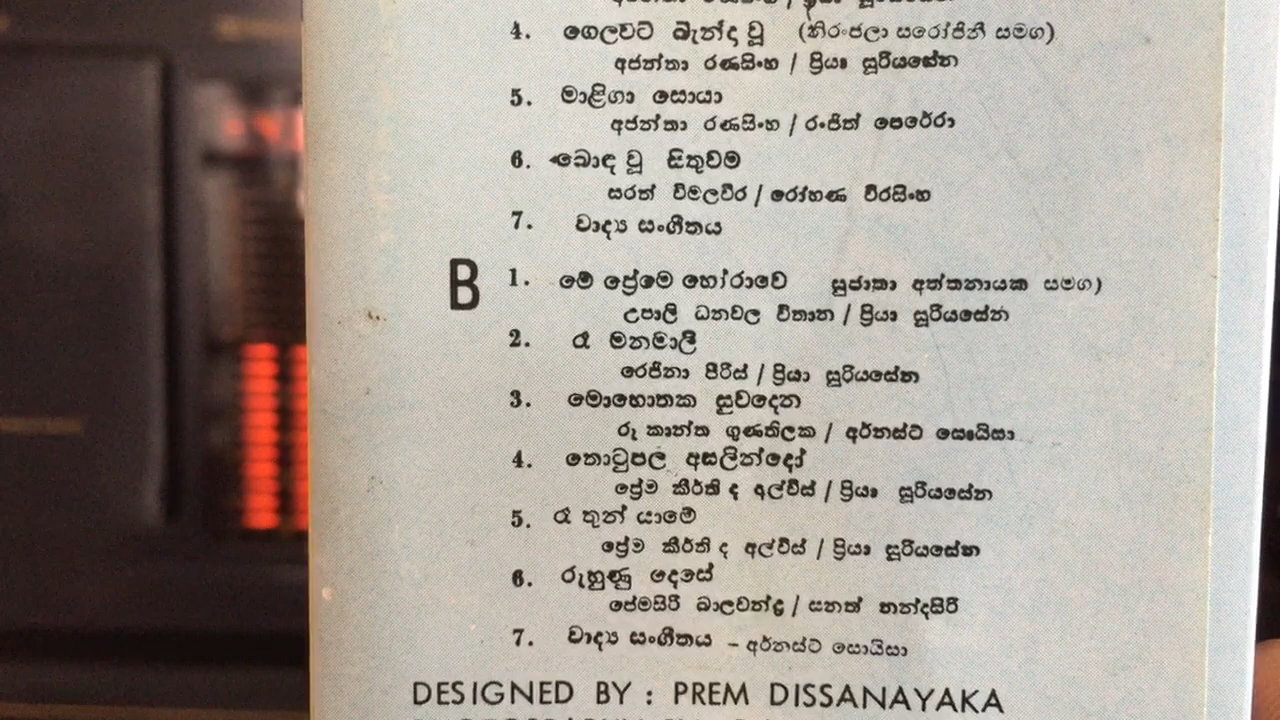 4. ගෙලවට බැන්ද වූ (නිරංජලා සරෝජිනී සමග)
අජන්තා රණසිංහ / ප්‍රියා සූරියසේන
5. මාළිගා සොයා
අජන්තා රණසිංහ / රංජිත් පෙරේරා
6. බොඳ වූ සිතුවම
සරත් විමලවීර / රෝහණ වීරසිංහ
7. වාද්‍ය සංගීතය
B 1. මේ ප්‍රේමෙ හෝරාවේ සුජාතා අත්තනායක සමග)
උපාලි ධනවල විතාන / ප්‍රියා සූරියසේන
2. රෑ මනමාලී
රෙජිනා පීරිස් / ප්‍රියා සූරියසේන
3. මොහොතක සුවදෙන
රූ කාන්ත ගුණතිලක / අර්නස්ට් සොයිසා
4. තොටුපල අසලින්දෝ
ප්‍රේම කීර්ති ද අල්විස් / ප්‍රියා සූරියසේන
5. රෑ තුන් යාමේ
ප්‍රේම කීර්ති ද අල්විස් / ප්‍රියා සූරියසේන
6. රුහුණු දෙසේ
පේමසිරි බාලචන්ද්‍ර / සනත් නන්දසිරි
7. වාද්‍ය සංගීතය – අර්නස්ට් සොයිසා
DESIGNED BY : PREM DISSANAYAKA